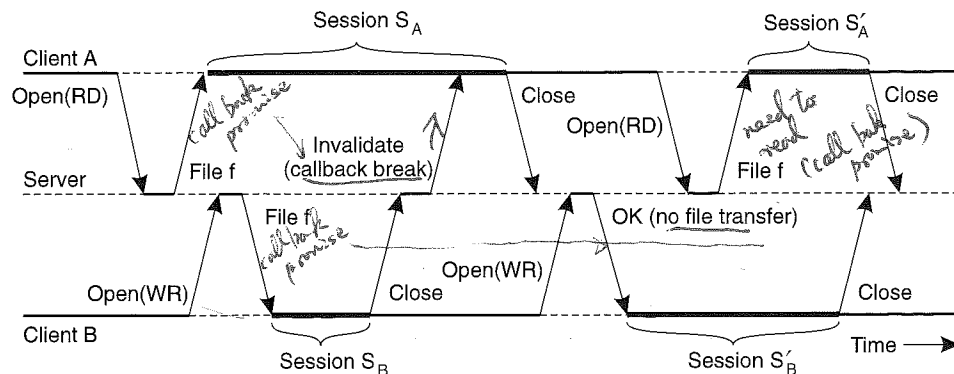 Session S_A
Session S'_A
Client A
Open(RD)
call back promise
Invalidate
(callback break)
Close
Open(RD)
need to read
Close
(call back promise)
File f
File f
Server
File f
call back promise
OK (no file transfer)
Open(WR)
Close
Open(WR)
Close
Client B
Session S_B
Session S'_B
Time